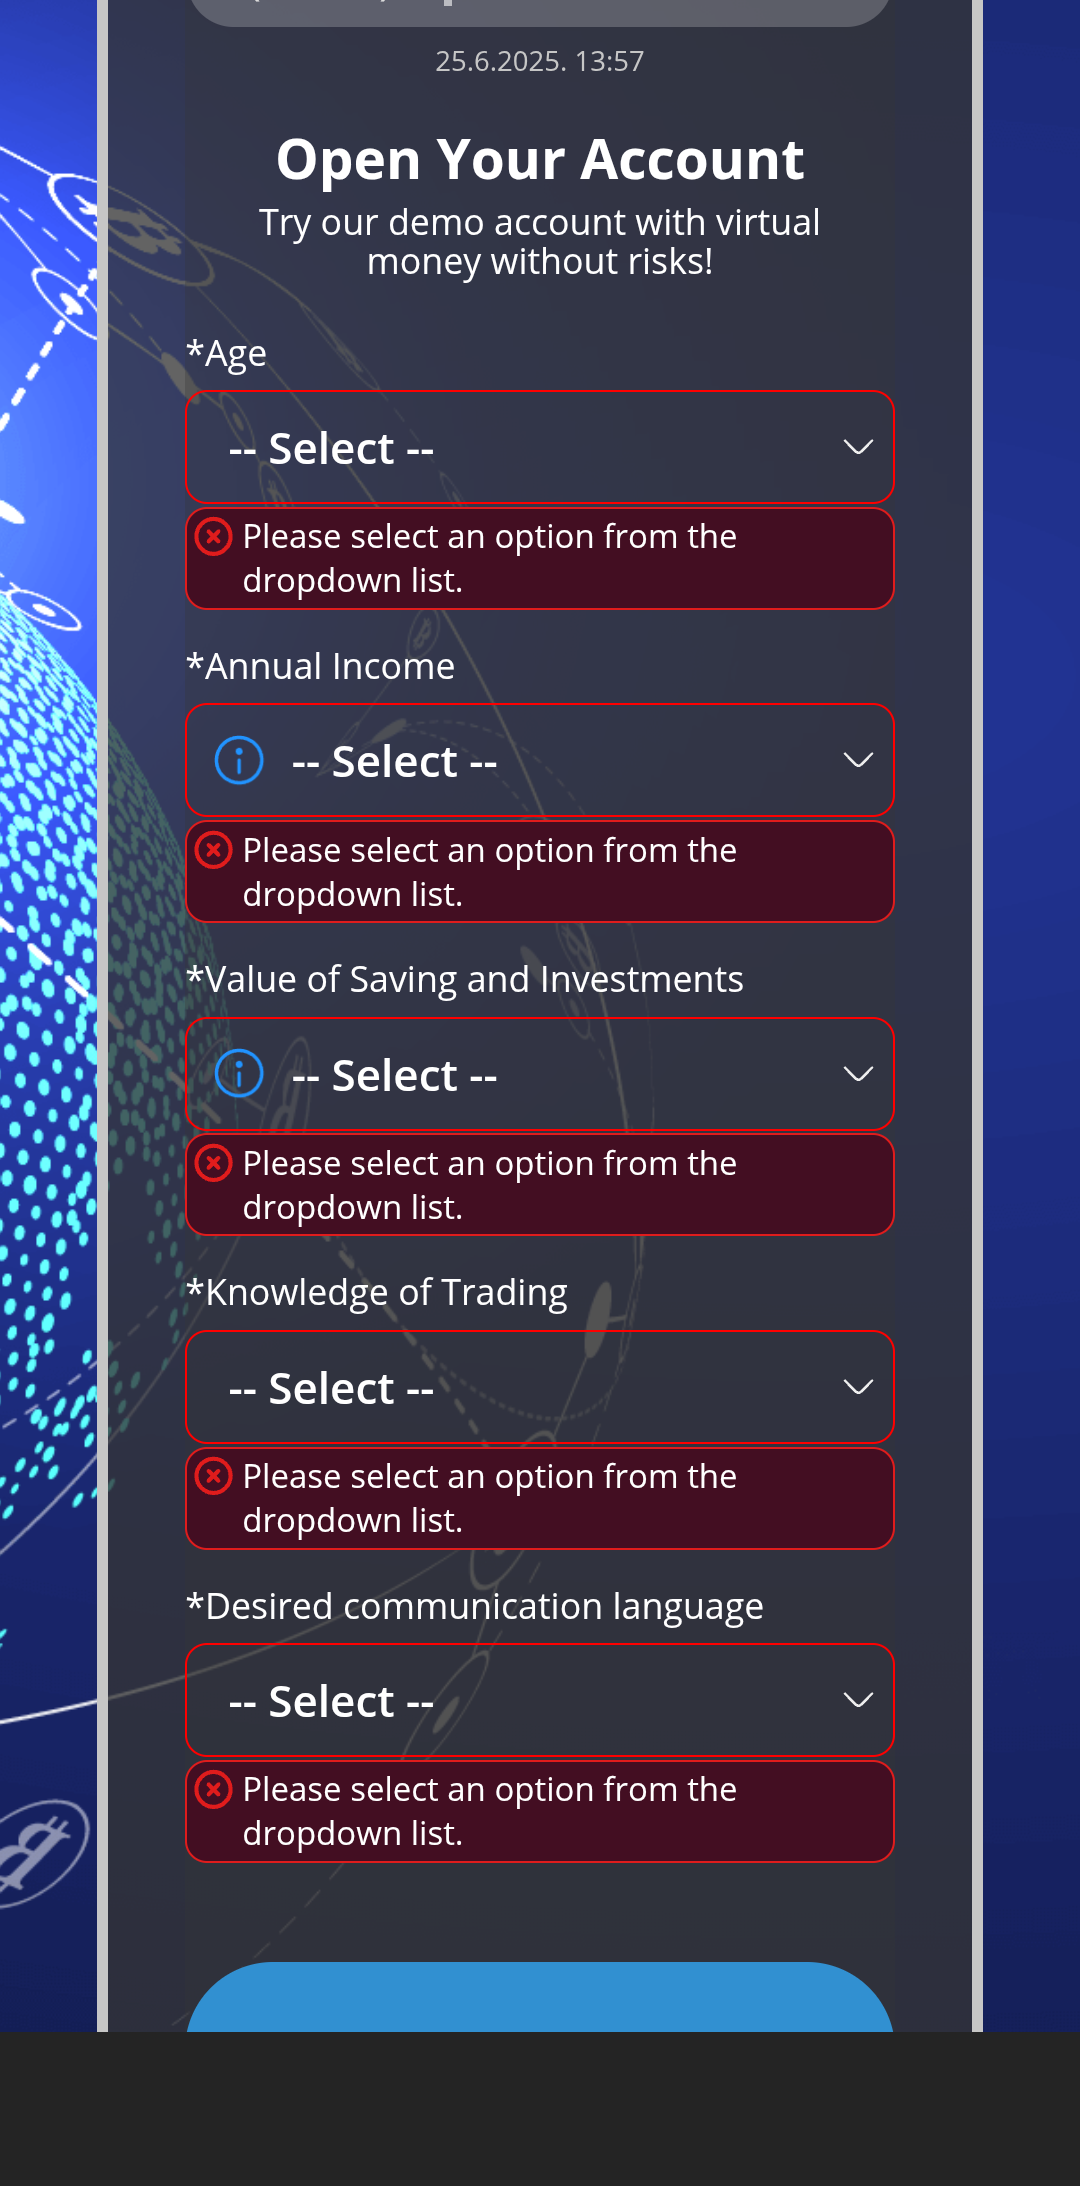 25.6.2025. 13:57
Open Your Account
Try our demo account with virtual
money without risks!
*Age
-- Select --
Please select an option from the
dropdown list.
*Annual Income
-- Select --
Please select an option from the
dropdown list.
*Value of Saving and Investments
-- Select --
Please select an option from the
dropdown list.
*Knowledge of Trading
-- Select --
Please select an option from the
dropdown list.
*Desired communication language
-- Select --
Please select an option from the
dropdown list.